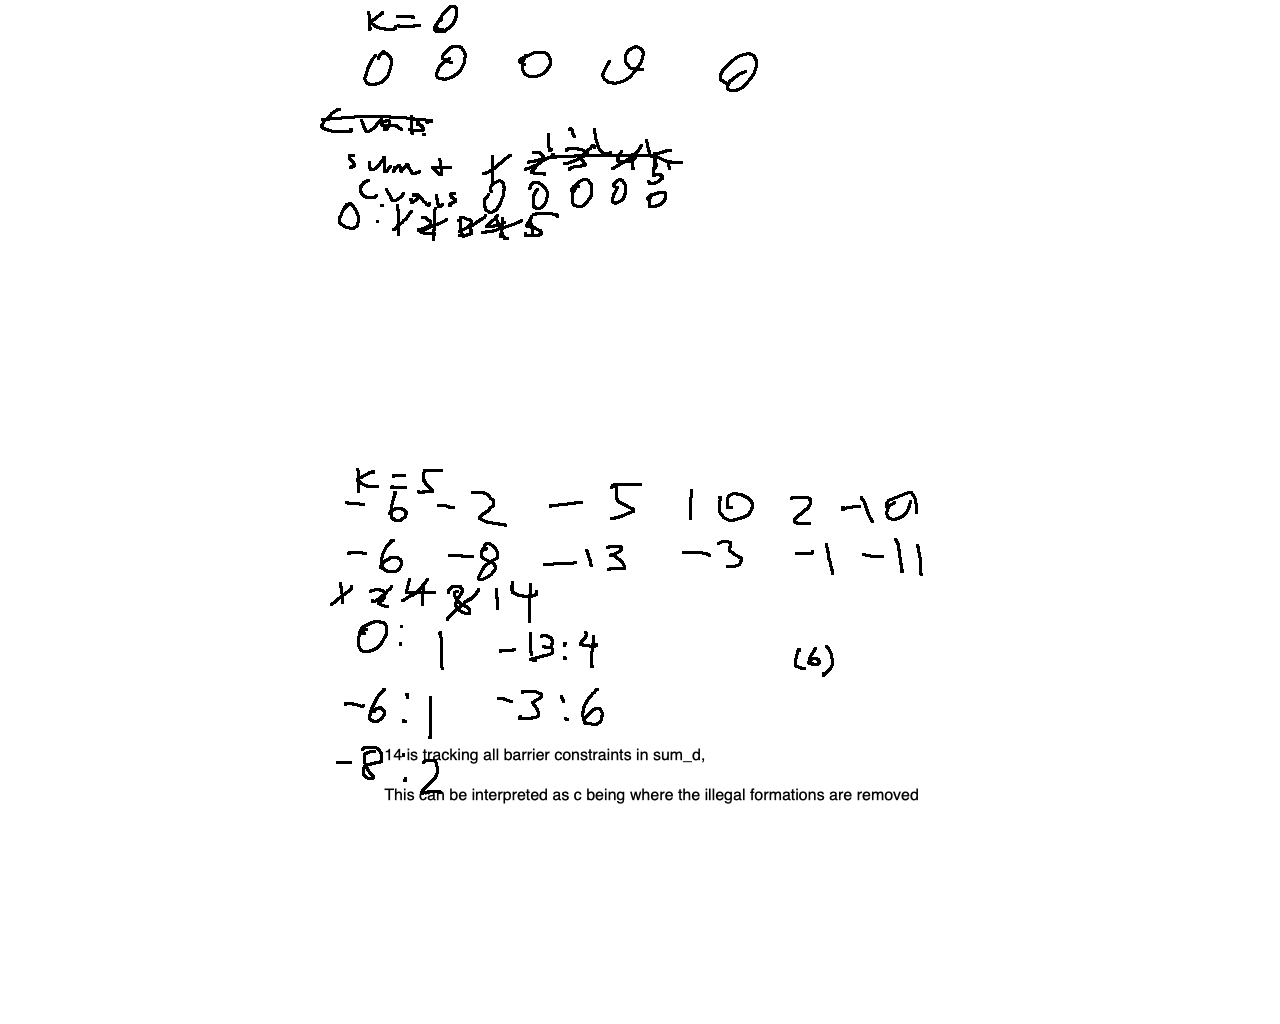 K = 0
0 0 0 0 0
C vals
sum + 1 2 3 4 5
C vals 0 0 0 0 0
0 : 1 2 3 4 5
K = 5
-6 -2 -5 10 2 -10
-6 -8 -13 -3 -1 -11
1 2 4 8 14
0: 1 -13:4
(6)
-6:1 -3:6
-8:2
14 is tracking all barrier constraints in sum_d,
This can be interpreted as c being where the illegal formations are removed